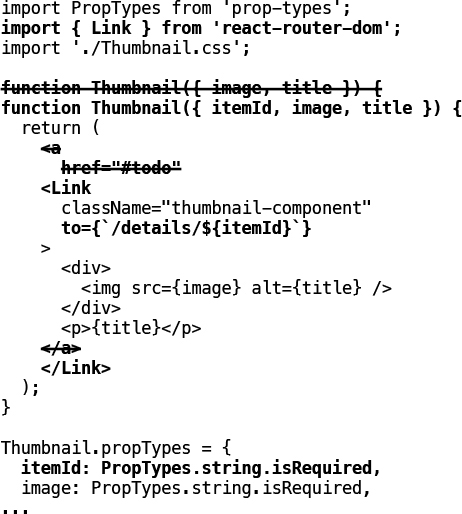 import PropTypes from 'prop-types';
import { Link } from 'react-router-dom';
import './Thumbnail.css';
function Thumbnail({ image, title }) {
function Thumbnail({ itemId, image, title }) {
return (
<a
href="#todo"
<Link
className="thumbnail-component"
to={`/details/${itemId}`}
>
<div>
<img src={image} alt={title} />
</div>
<p>{title}</p>
</a>
</Link>
);
}
Thumbnail.propTypes = {
itemId: PropTypes.string.isRequired,
image: PropTypes.string.isRequired,
...